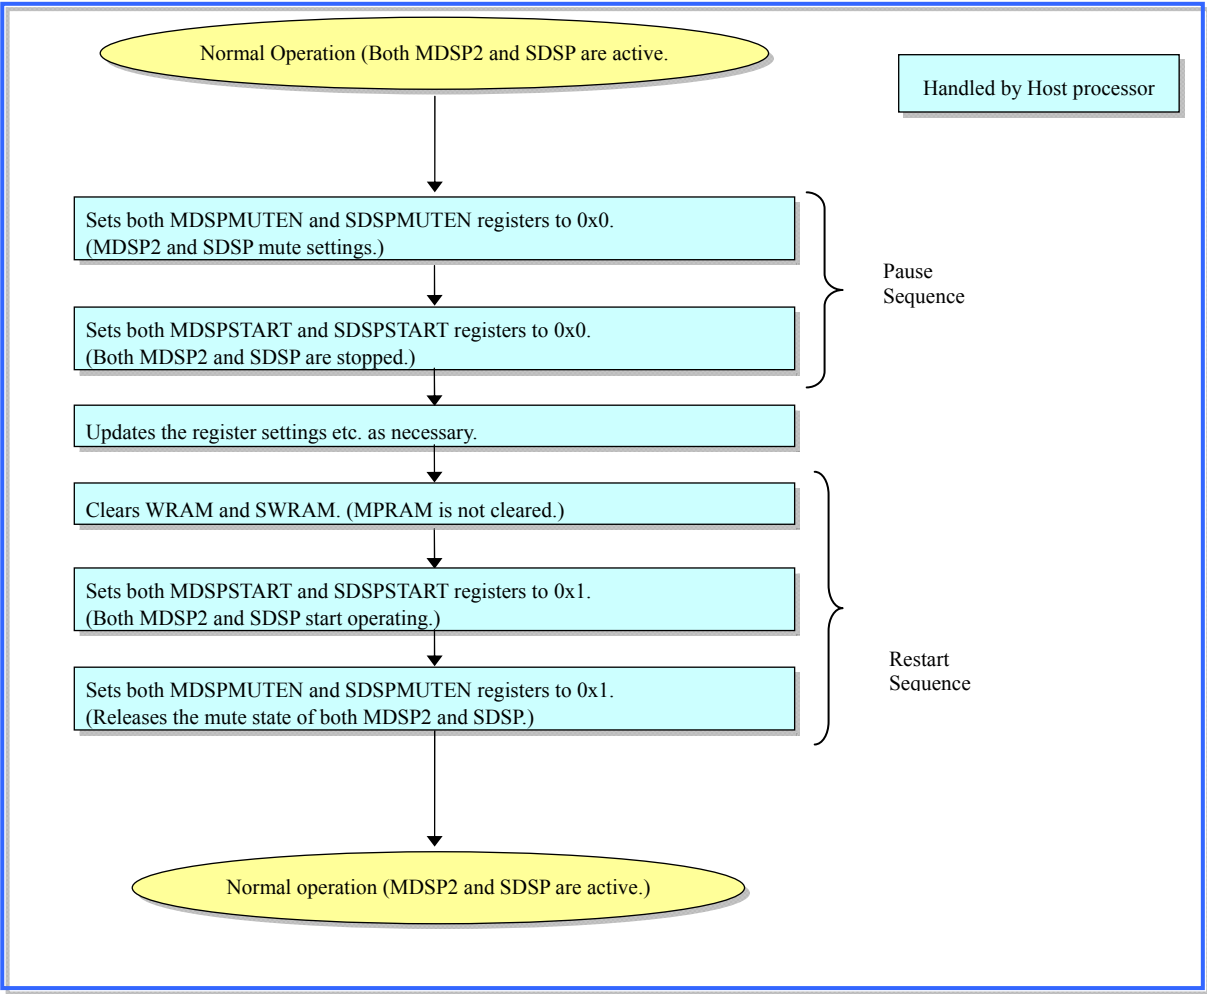 Normal Operation (Both MDSP2 and SDSP are active.
Handled by Host processor
Sets both MDSPMUTEN and SDSPMUTEN registers to 0x0.
(MDSP2 and SDSP mute settings.)
Pause
Sequence
Sets both MDSPSTART and SDSPSTART registers to 0x0.
(Both MDSP2 and SDSP are stopped.)
Updates the register settings etc. as necessary.
Clears WRAM and SWRAM. (MPRAM is not cleared.)
Sets both MDSPSTART and SDSPSTART registers to 0x1.
(Both MDSP2 and SDSP start operating.)
Restart
Sequence
Sets both MDSPMUTEN and SDSPMUTEN registers to 0x1.
(Releases the mute state of both MDSP2 and SDSP.)
Normal operation (MDSP2 and SDSP are active.)